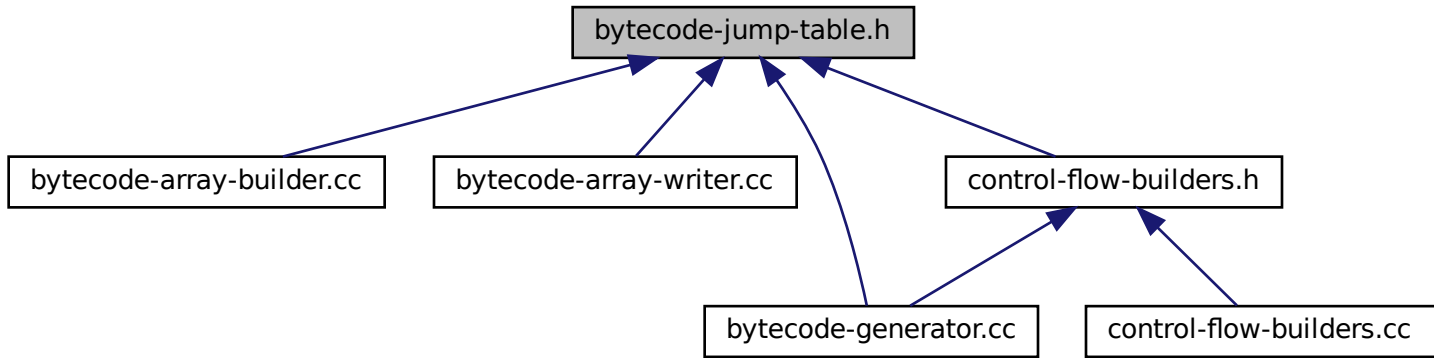 bytecode-jump-table.h
bytecode-array-builder.cc
bytecode-array-writer.cc
control-flow-builders.h
bytecode-generator.cc
control-flow-builders.cc